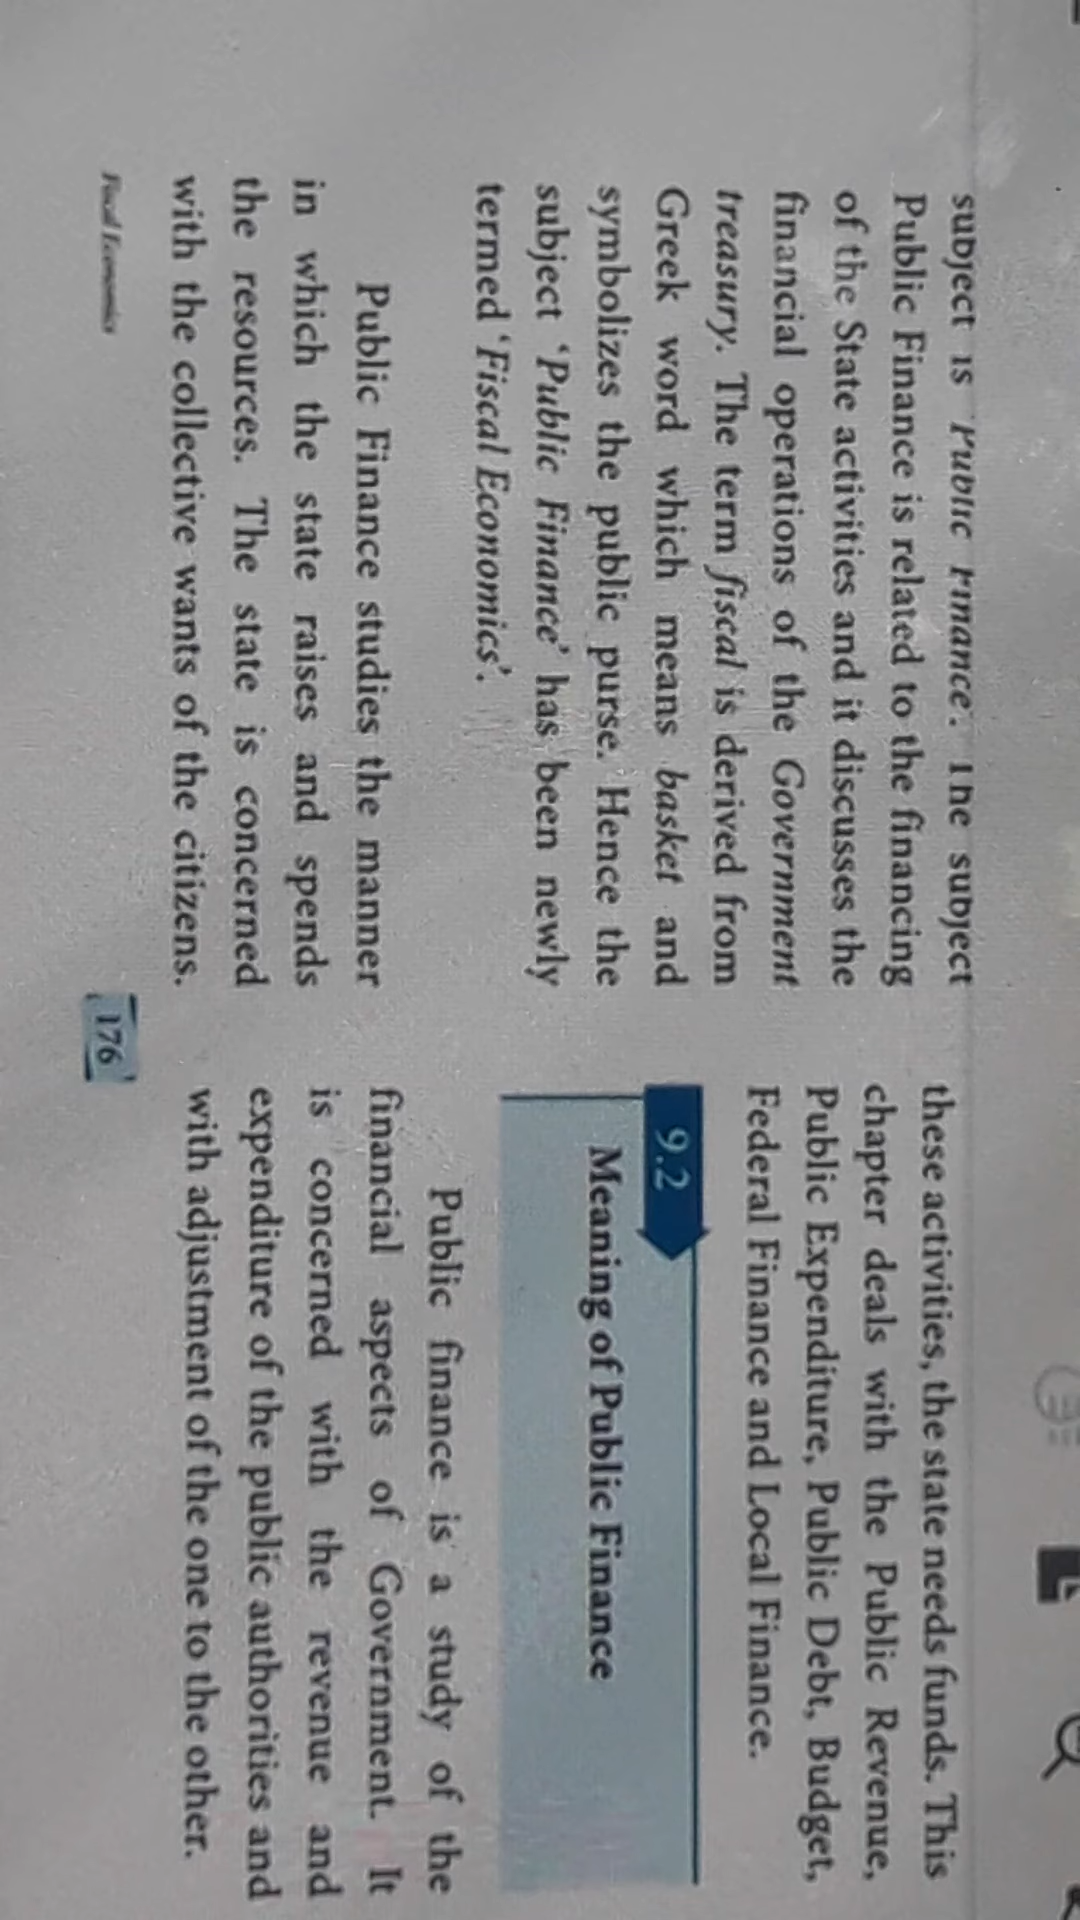 subject is 'Public Finance'. The subject
Public Finance is related to the financing
of the State activities and it discusses the
financial operations of the Government
treasury. The term fiscal is derived from
Greek word which means basket and
symbolizes the public purse. Hence the
subject 'Public Finance' has been newly
termed 'Fiscal Economics'.
Public Finance studies the manner
in which the state raises and spends
the resources. The state is concerned
with the collective wants of the citizens.
these activities, the state needs funds. This
chapter deals with the Public Revenue,
Public Expenditure, Public Debt, Budget,
Federal Finance and Local Finance.
9.2
Meaning of Public Finance
Public finance is a study of the
financial aspects of Government. It
is concerned with the revenue and
expenditure of the public authorities and
with adjustment of the one to the other.
Fiscal Economics
176